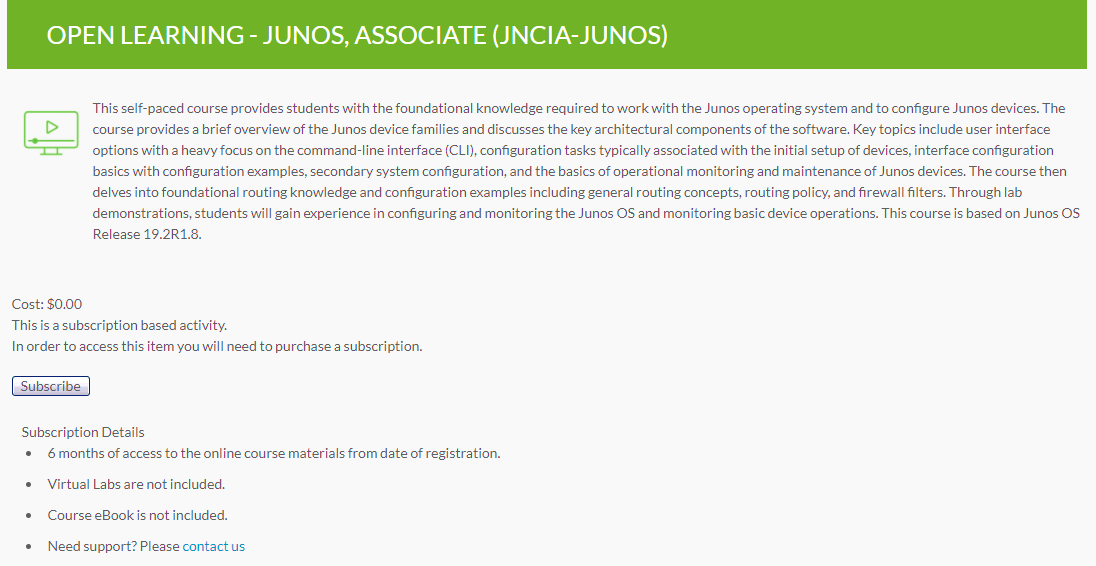 OPEN LEARNING - JUNOS, ASSOCIATE (JNCIA-JUNOS)
This self-paced course provides students with the foundational knowledge required to work with the Junos operating system and to configure Junos devices. The
course provides a brief overview of the Junos device families and discusses the key architectural components of the software. Key topics include user interface
options with a heavy focus on the command-line interface (CLI), configuration tasks typically associated with the initial setup of devices, interface configuration
basics with configuration examples, secondary system configuration, and the basics of operational monitoring and maintenance of Junos devices. The course then
delves into foundational routing knowledge and configuration examples including general routing concepts, routing policy, and firewall filters. Through lab
demonstrations, students will gain experience in configuring and monitoring the Junos OS and monitoring basic device operations. This course is based on Junos OS
Release 19.2R1.8.
Cost: $0.00
This is a subscription based activity.
In order to access this item you will need to purchase a subscription.
Subscribe
Subscription Details
• 6 months of access to the online course materials from date of registration.
• Virtual Labs are not included.
• Course eBook is not included.
• Need support? Please contact us